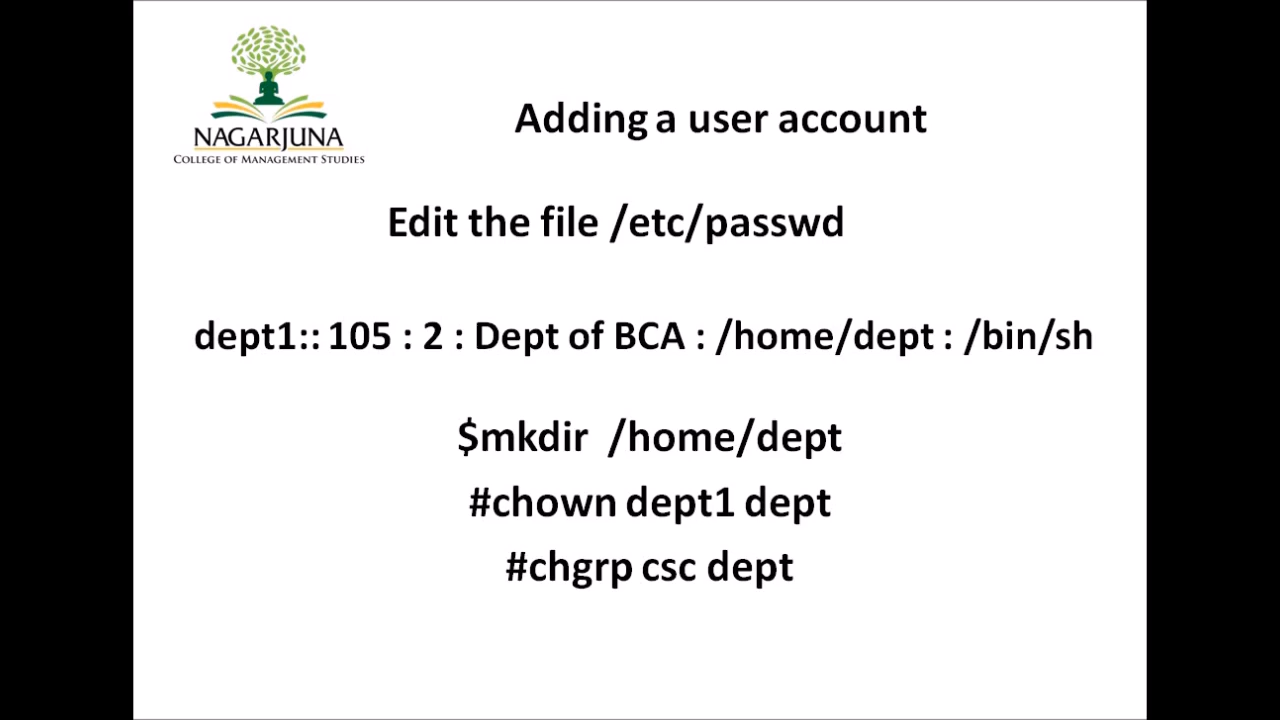 NAGARJUNA
COLLEGE OF MANAGEMENT STUDIES
Adding a user account
Edit the file /etc/passwd
dept1:: 105 : 2 : Dept of BCA : /home/dept : /bin/sh
$mkdir /home/dept
#chown dept1 dept
#chgrp csc dept